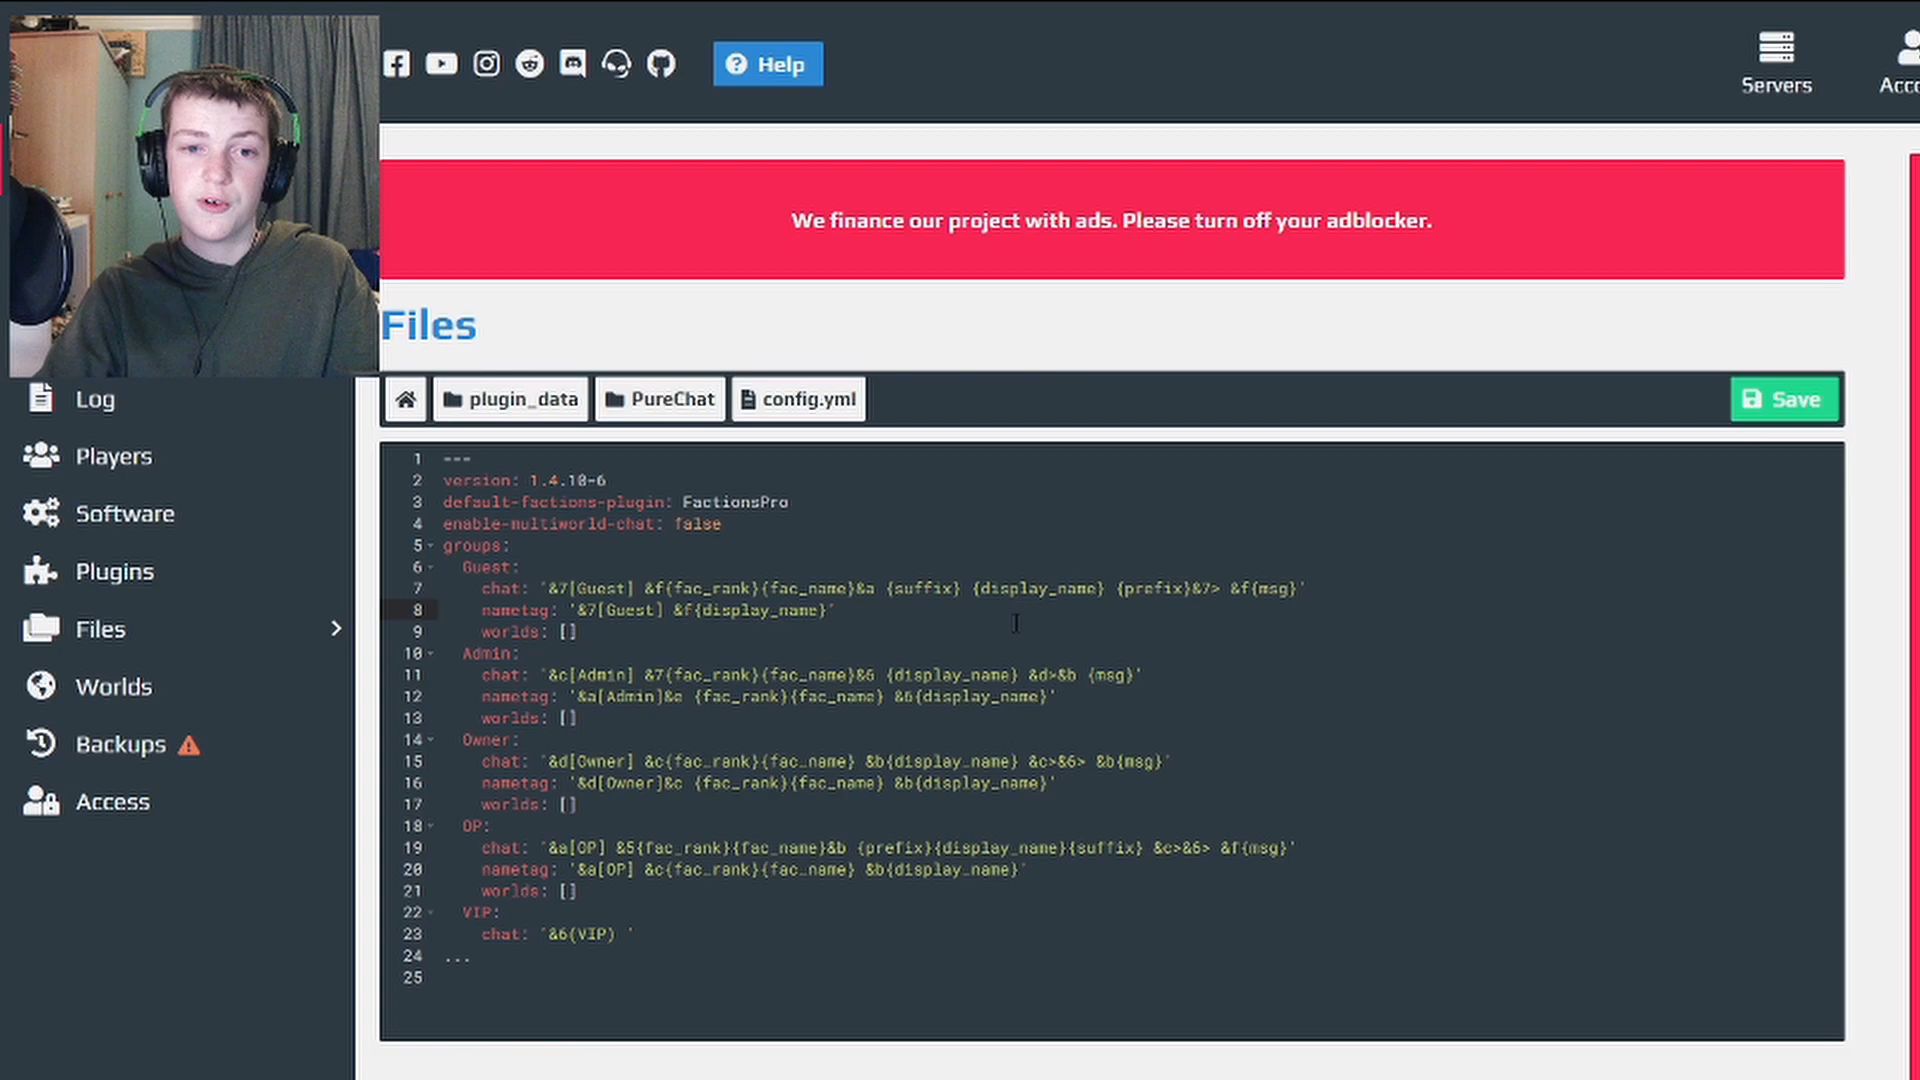 Help
Servers
Acco
We finance our project with ads. Please turn off your adblocker.
Files
Log
Players
Software
Plugins
Files
Worlds
Backups
Access
plugin_data
PureChat
config.yml
Save
1 ---
2 version: 1.4.10-6
3 default-factions-plugin: FactionsPro
4 enable-multiworld-chat: false
5 groups:
6 Guest:
7 chat: '&7[Guest] &f{fac_rank}{fac_name}&a {suffix} {display_name} {prefix}&7> &f{msg}'
8 nametag: '&7[Guest] &f{display_name}'
9 worlds: []
10 Admin:
11 chat: '&c[Admin] &7{fac_rank}{fac_name}&6 {display_name} &d>&b {msg}'
12 nametag: '&a[Admin]&e {fac_rank}{fac_name} &6{display_name}'
13 worlds: []
14 Owner:
15 chat: '&d[Owner] &c{fac_rank}{fac_name} &b{display_name} &c>&6> &b{msg}'
16 nametag: '&d[Owner]&c {fac_rank}{fac_name} &b{display_name}'
17 worlds: []
18 OP:
19 chat: '&a[OP] &5{fac_rank}{fac_name}&b {prefix}{display_name}{suffix} &c>&6> &f{msg}'
20 nametag: '&a[OP] &c{fac_rank}{fac_name} &b{display_name}'
21 worlds: []
22 VIP:
23 chat: '&6(VIP) '
24 ...
25